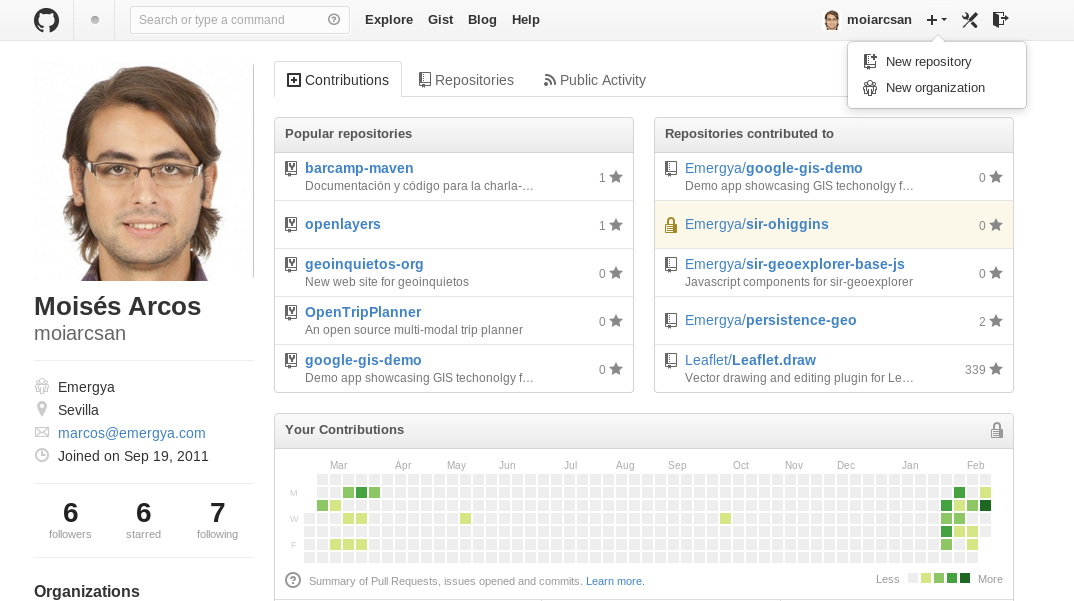 Search or type a command
Explore Gist Blog Help
moiarcsan
New repository
New organization
Moisés Arcos
moiarcsan
Emergya
Sevilla
marcos@emergya.com
Joined on Sep 19, 2011
6 6 7
followers starred following
Organizations
Contributions Repositories Public Activity
Popular repositories
barcamp-maven
Documentación y código para la charla-…
1
openlayers
1
geoinquietos-org
New web site for geoinquietos
0
OpenTripPlanner
An open source multi-modal trip planner
0
google-gis-demo
Demo app showcasing GIS techonolgy f…
0
Repositories contributed to
Emergya/google-gis-demo
Demo app showcasing GIS techonolgy f…
0
Emergya/sir-ohiggins
0
Emergya/sir-geoexplorer-base-js
Javascript components for sir-geoexplorer
0
Emergya/persistence-geo
2
Leaflet/Leaflet.draw
Vector drawing and editing plugin for Le…
339
Your Contributions
Mar Apr May Jun Jul Aug Sep Oct Nov Dec Jan Feb
M
W
F
Summary of Pull Requests, issues opened and commits. Learn more.
Less More